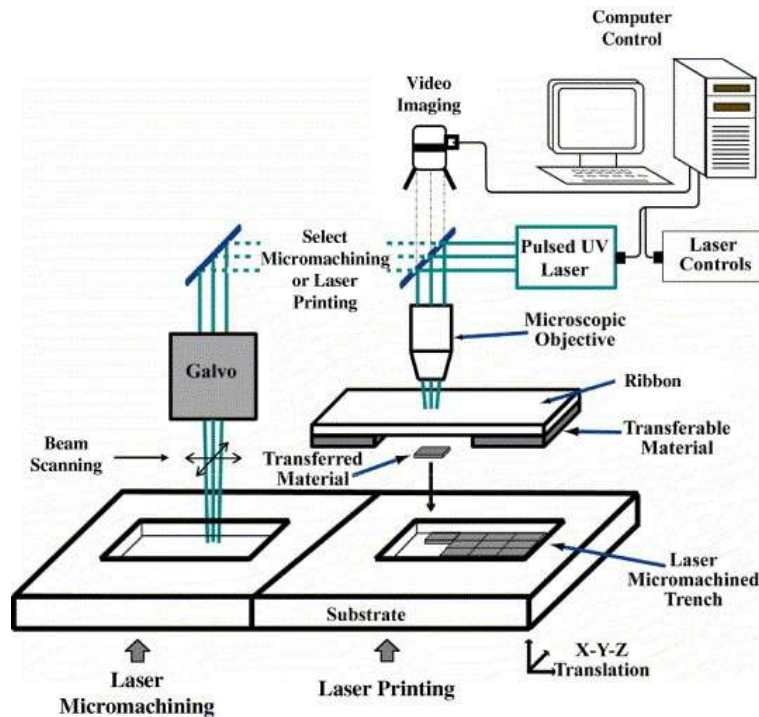 Computer
Control
Video
Imaging
Select
Micromachining
or Laser
Printing
Pulsed UV
Laser
Laser
Controls
Microscopic
Objective
Galvo
Ribbon
Beam
Scanning
Transferable
Material
Transferred
Material
Laser
Micromachined
Trench
Substrate
X-Y-Z
Translation
Laser
Micromachining
Laser Printing